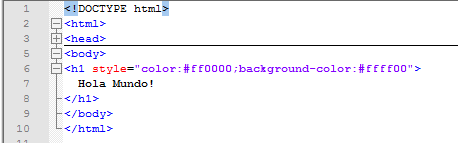 1 <!DOCTYPE html>
2 <html>
3 <head>
5 <body>
6 <h1 style="color:#ff0000;background-color:#ffff00">
7 Hola Mundo!
8 </h1>
9 </body>
10 </html>
11